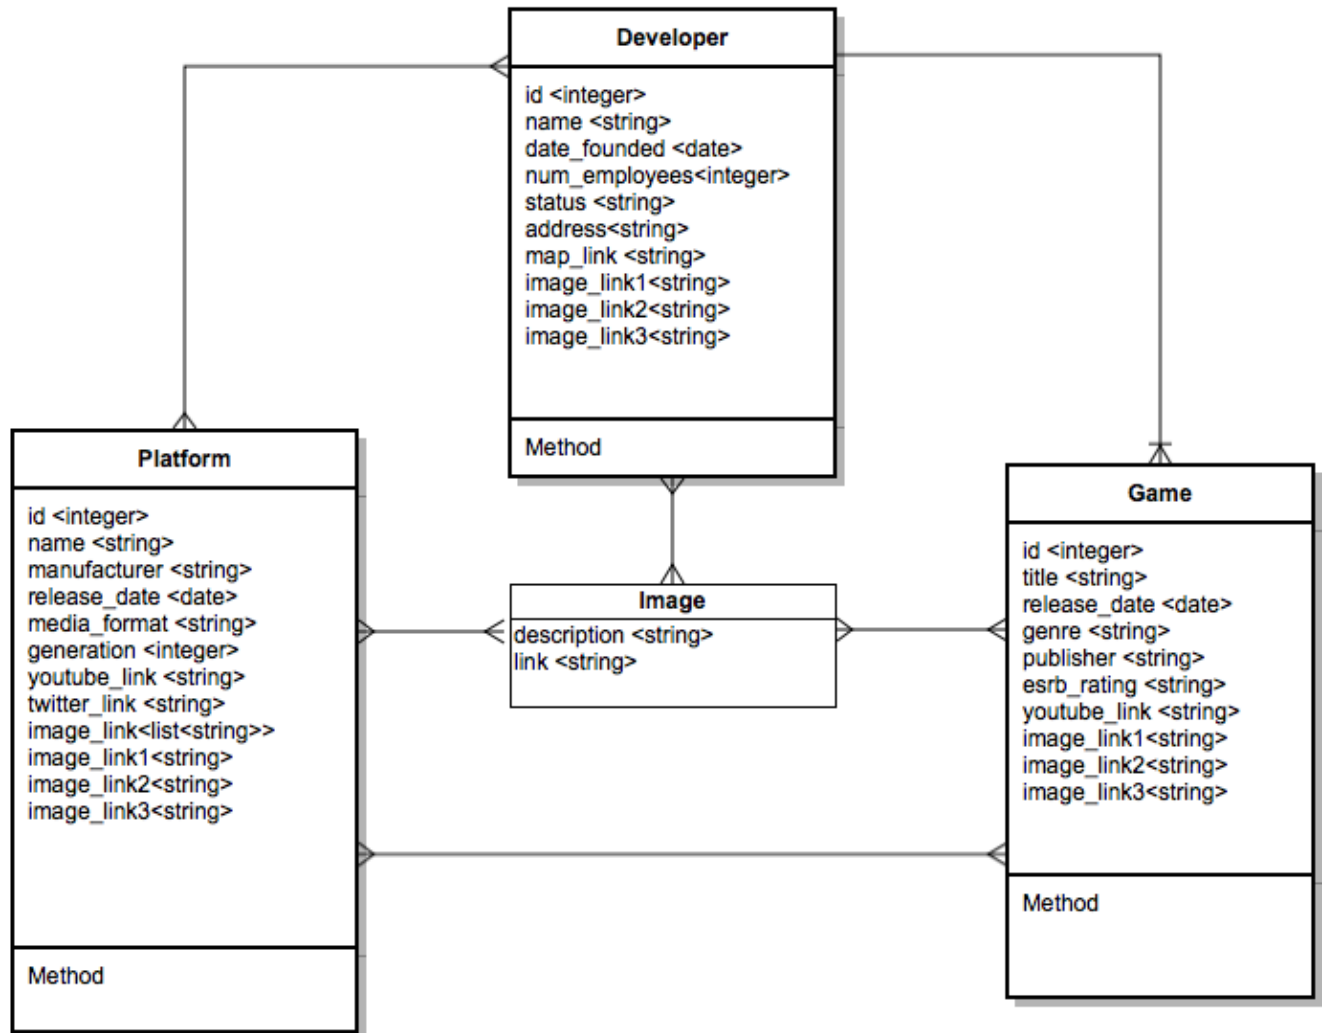 Developer
id <integer>
name <string>
date_founded <date>
num_employees<integer>
status <string>
address<string>
map_link <string>
image_link1<string>
image_link2<string>
image_link3<string>
Method
Platform
id <integer>
name <string>
manufacturer <string>
release_date <date>
media_format <string>
generation <integer>
youtube_link <string>
twitter_link <string>
image_link<list<string>>
image_link1<string>
image_link2<string>
image_link3<string>
Method
Image
description <string>
link <string>
Game
id <integer>
title <string>
release_date <date>
genre <string>
publisher <string>
esrb_rating <string>
youtube_link <string>
image_link1<string>
image_link2<string>
image_link3<string>
Method